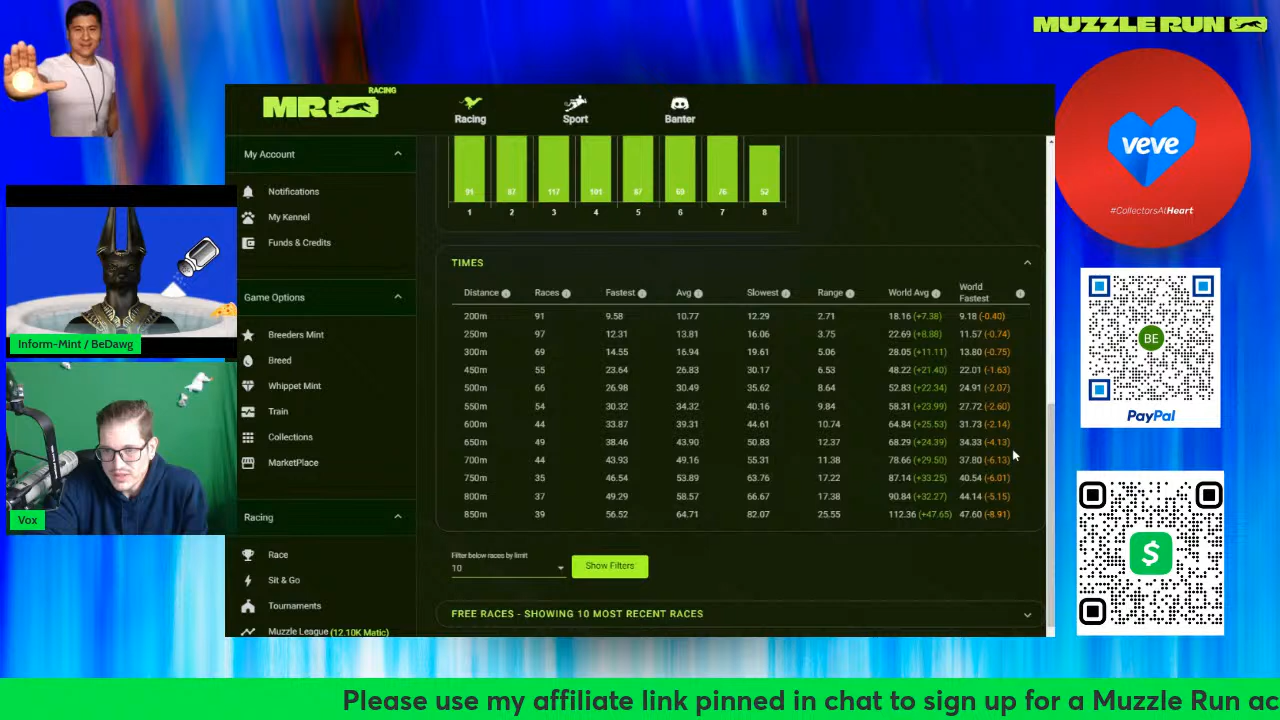 MUZZLE RUN
MR RACING
Racing
Sport
Banter
veve
#CollectorsAtHeart
My Account
Notifications
My Kennel
Funds & Credits
Game Options
Breeders Mint
Breed
Whippet Mint
Train
Collections
MarketPlace
Racing
Race
Sit & Go
Tournaments
Muzzle League (12.10K Matic)
91 87 117 101 87 69 76 52
1 2 3 4 5 6 7 8
TIMES
Distance Races Fastest Avg Slowest Range World Avg World Fastest
200m 91 9.58 10.77 12.29 2.71 18.16 (+7.38) 9.18 (-0.40)
250m 97 12.31 13.81 16.06 3.75 22.69 (+8.88) 11.57 (-0.74)
300m 69 14.55 16.94 19.61 5.06 28.05 (+11.11) 13.80 (-0.75)
450m 55 23.64 26.83 30.17 6.53 48.22 (+21.40) 22.01 (-1.63)
500m 66 26.98 30.49 35.62 8.64 52.83 (+22.34) 24.91 (-2.07)
550m 54 30.32 34.32 40.16 9.84 58.31 (+23.99) 27.72 (-2.60)
600m 44 33.87 39.31 44.61 10.74 64.84 (+25.53) 31.73 (-2.14)
650m 49 38.46 43.90 50.83 12.37 68.29 (+24.39) 34.33 (-4.13)
700m 44 43.93 49.16 55.31 11.38 78.66 (+29.50) 37.80 (-6.13)
750m 35 46.54 53.89 63.76 17.22 87.14 (+33.25) 40.54 (-6.01)
800m 37 49.29 58.57 66.67 17.38 90.84 (+32.27) 44.14 (-5.15)
850m 39 56.52 64.71 82.07 25.55 112.36 (+47.65) 47.60 (-8.91)
Filter below races by limit
10
Show Filters
FREE RACES - SHOWING 10 MOST RECENT RACES
Inform-Mint / BeDawg
Vox
BE
PayPal
$
Please use my affiliate link pinned in chat to sign up for a Muzzle Run ac